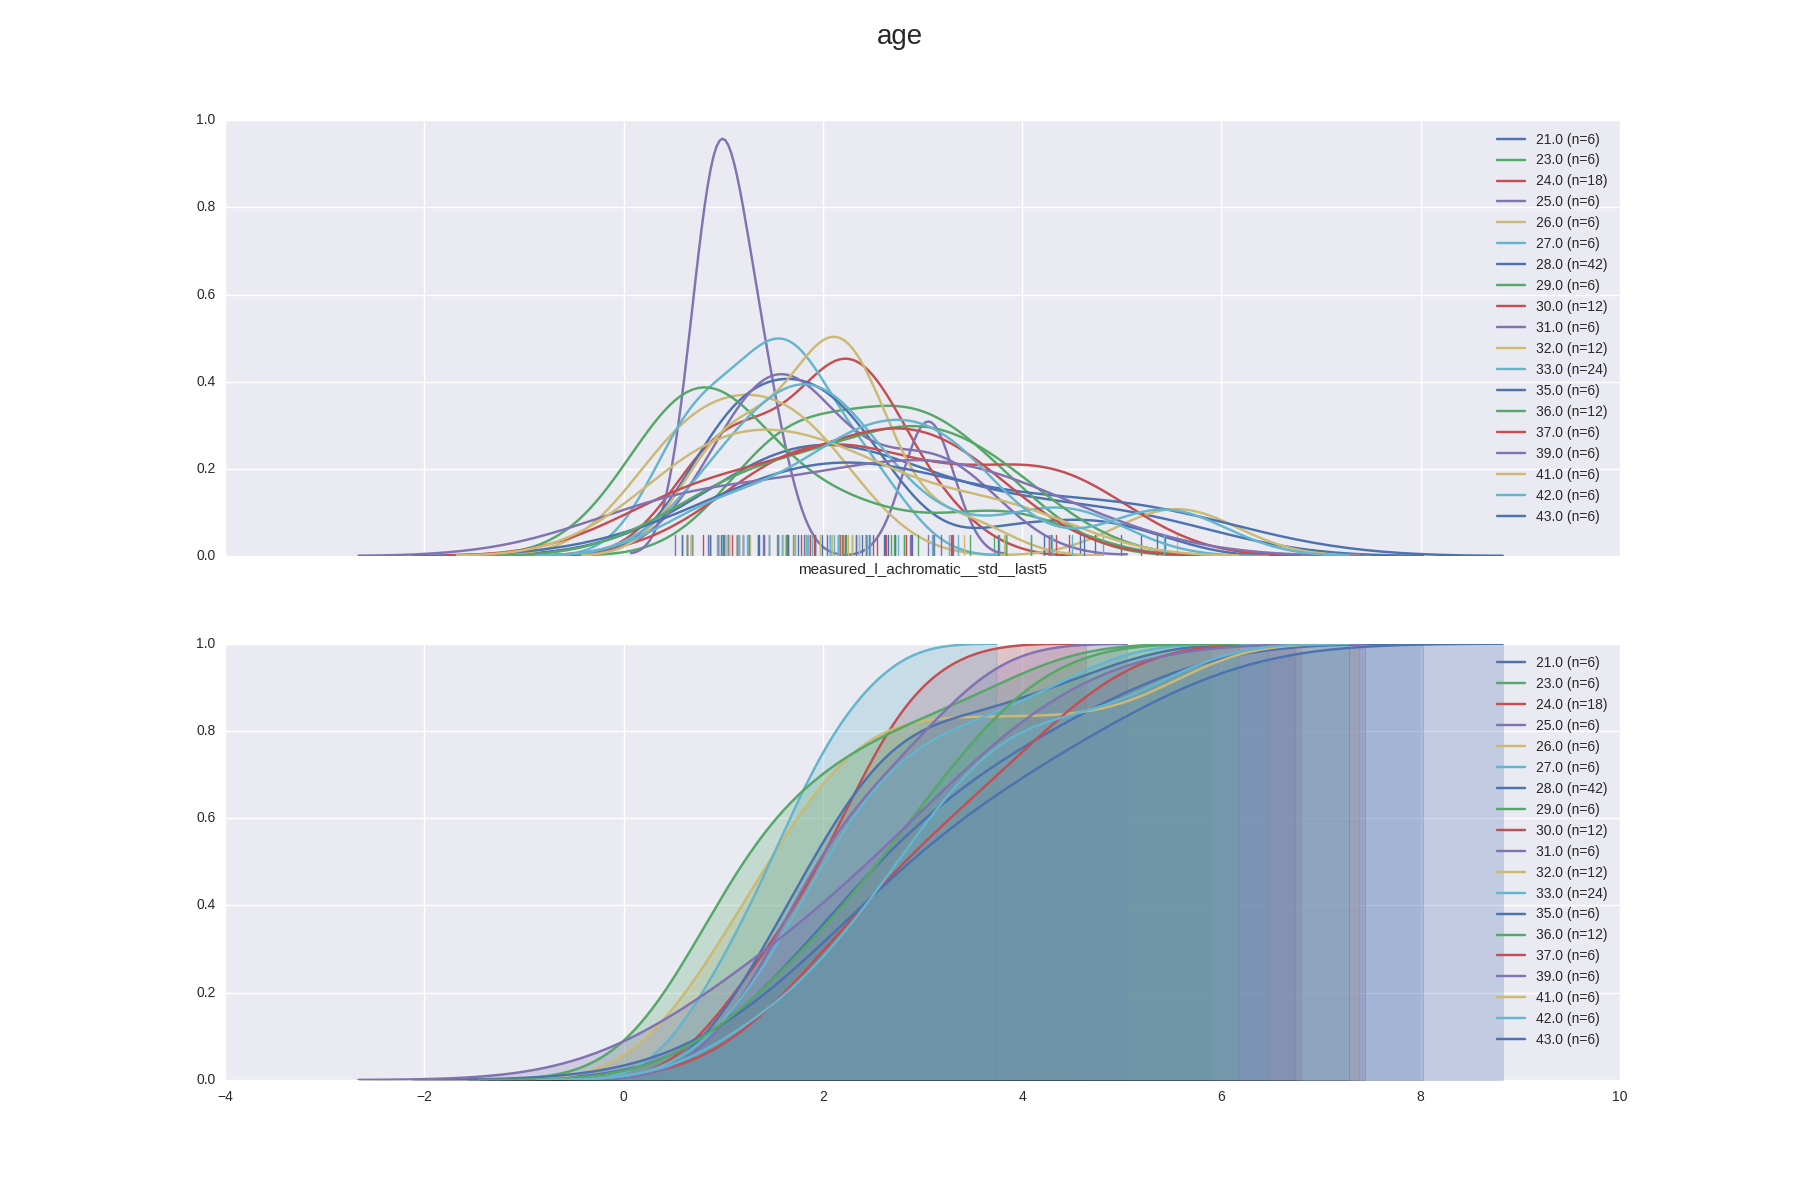 age
1.0
0.8
0.6
0.4
0.2
0.0
21.0 (n=6)
23.0 (n=6)
24.0 (n=18)
25.0 (n=6)
26.0 (n=6)
27.0 (n=6)
28.0 (n=42)
29.0 (n=6)
30.0 (n=12)
31.0 (n=6)
32.0 (n=12)
33.0 (n=24)
35.0 (n=6)
36.0 (n=12)
37.0 (n=6)
39.0 (n=6)
41.0 (n=6)
42.0 (n=6)
43.0 (n=6)
measured_l_achromatic__std__last5
1.0
0.8
0.6
0.4
0.2
0.0
21.0 (n=6)
23.0 (n=6)
24.0 (n=18)
25.0 (n=6)
26.0 (n=6)
27.0 (n=6)
28.0 (n=42)
29.0 (n=6)
30.0 (n=12)
31.0 (n=6)
32.0 (n=12)
33.0 (n=24)
35.0 (n=6)
36.0 (n=12)
37.0 (n=6)
39.0 (n=6)
41.0 (n=6)
42.0 (n=6)
43.0 (n=6)
−4 −2 0 2 4 6 8 10